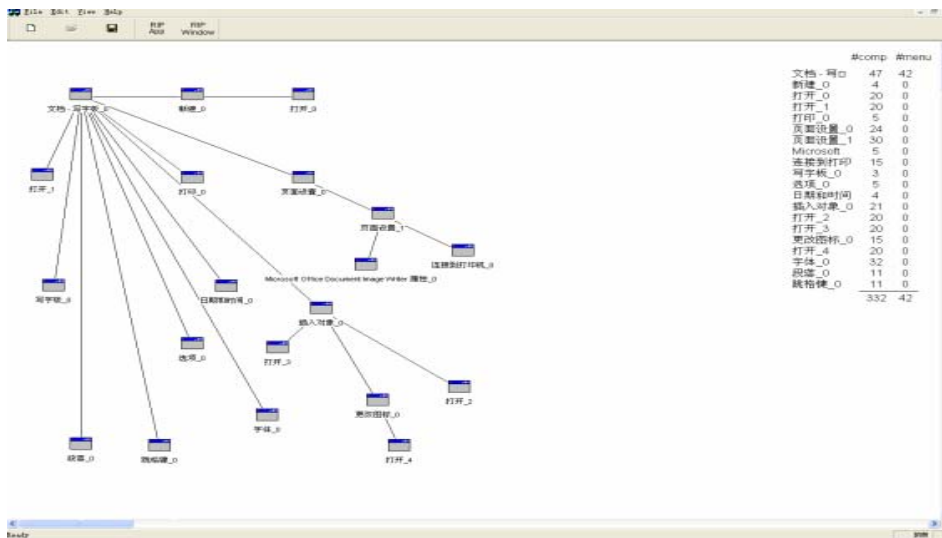 File Edit View Help
RIP App
RIP Window
#comp #menu
文档 - 写□ 47 42
新建_0 4 0
打开_0 20 0
打开_1 20 0
打印_0 5 0
页面设置_0 24 0
页面设置_1 30 0
Microsoft 5 0
连接到打印 15 0
写字板_0 3 0
选项_0 5 0
日期和时间 4 0
插入对象_0 21 0
打开_2 20 0
打开_3 20 0
更改图标_0 15 0
打开_4 20 0
字体_0 32 0
段落_0 11 0
跳格键_0 11 0
332 42
文档 - 写字板_0
新建_0
打开_0
打开_1
打印_0
页面设置_0
页面设置_1
连接到打印机_0
Microsoft Office Document Image Writer 属性_0
写字板_0
日期和时间_0
插入对象_0
选项_0
打开_3
打开_2
更改图标_0
字体_0
段落_0
跳格键_0
打开_4
Ready